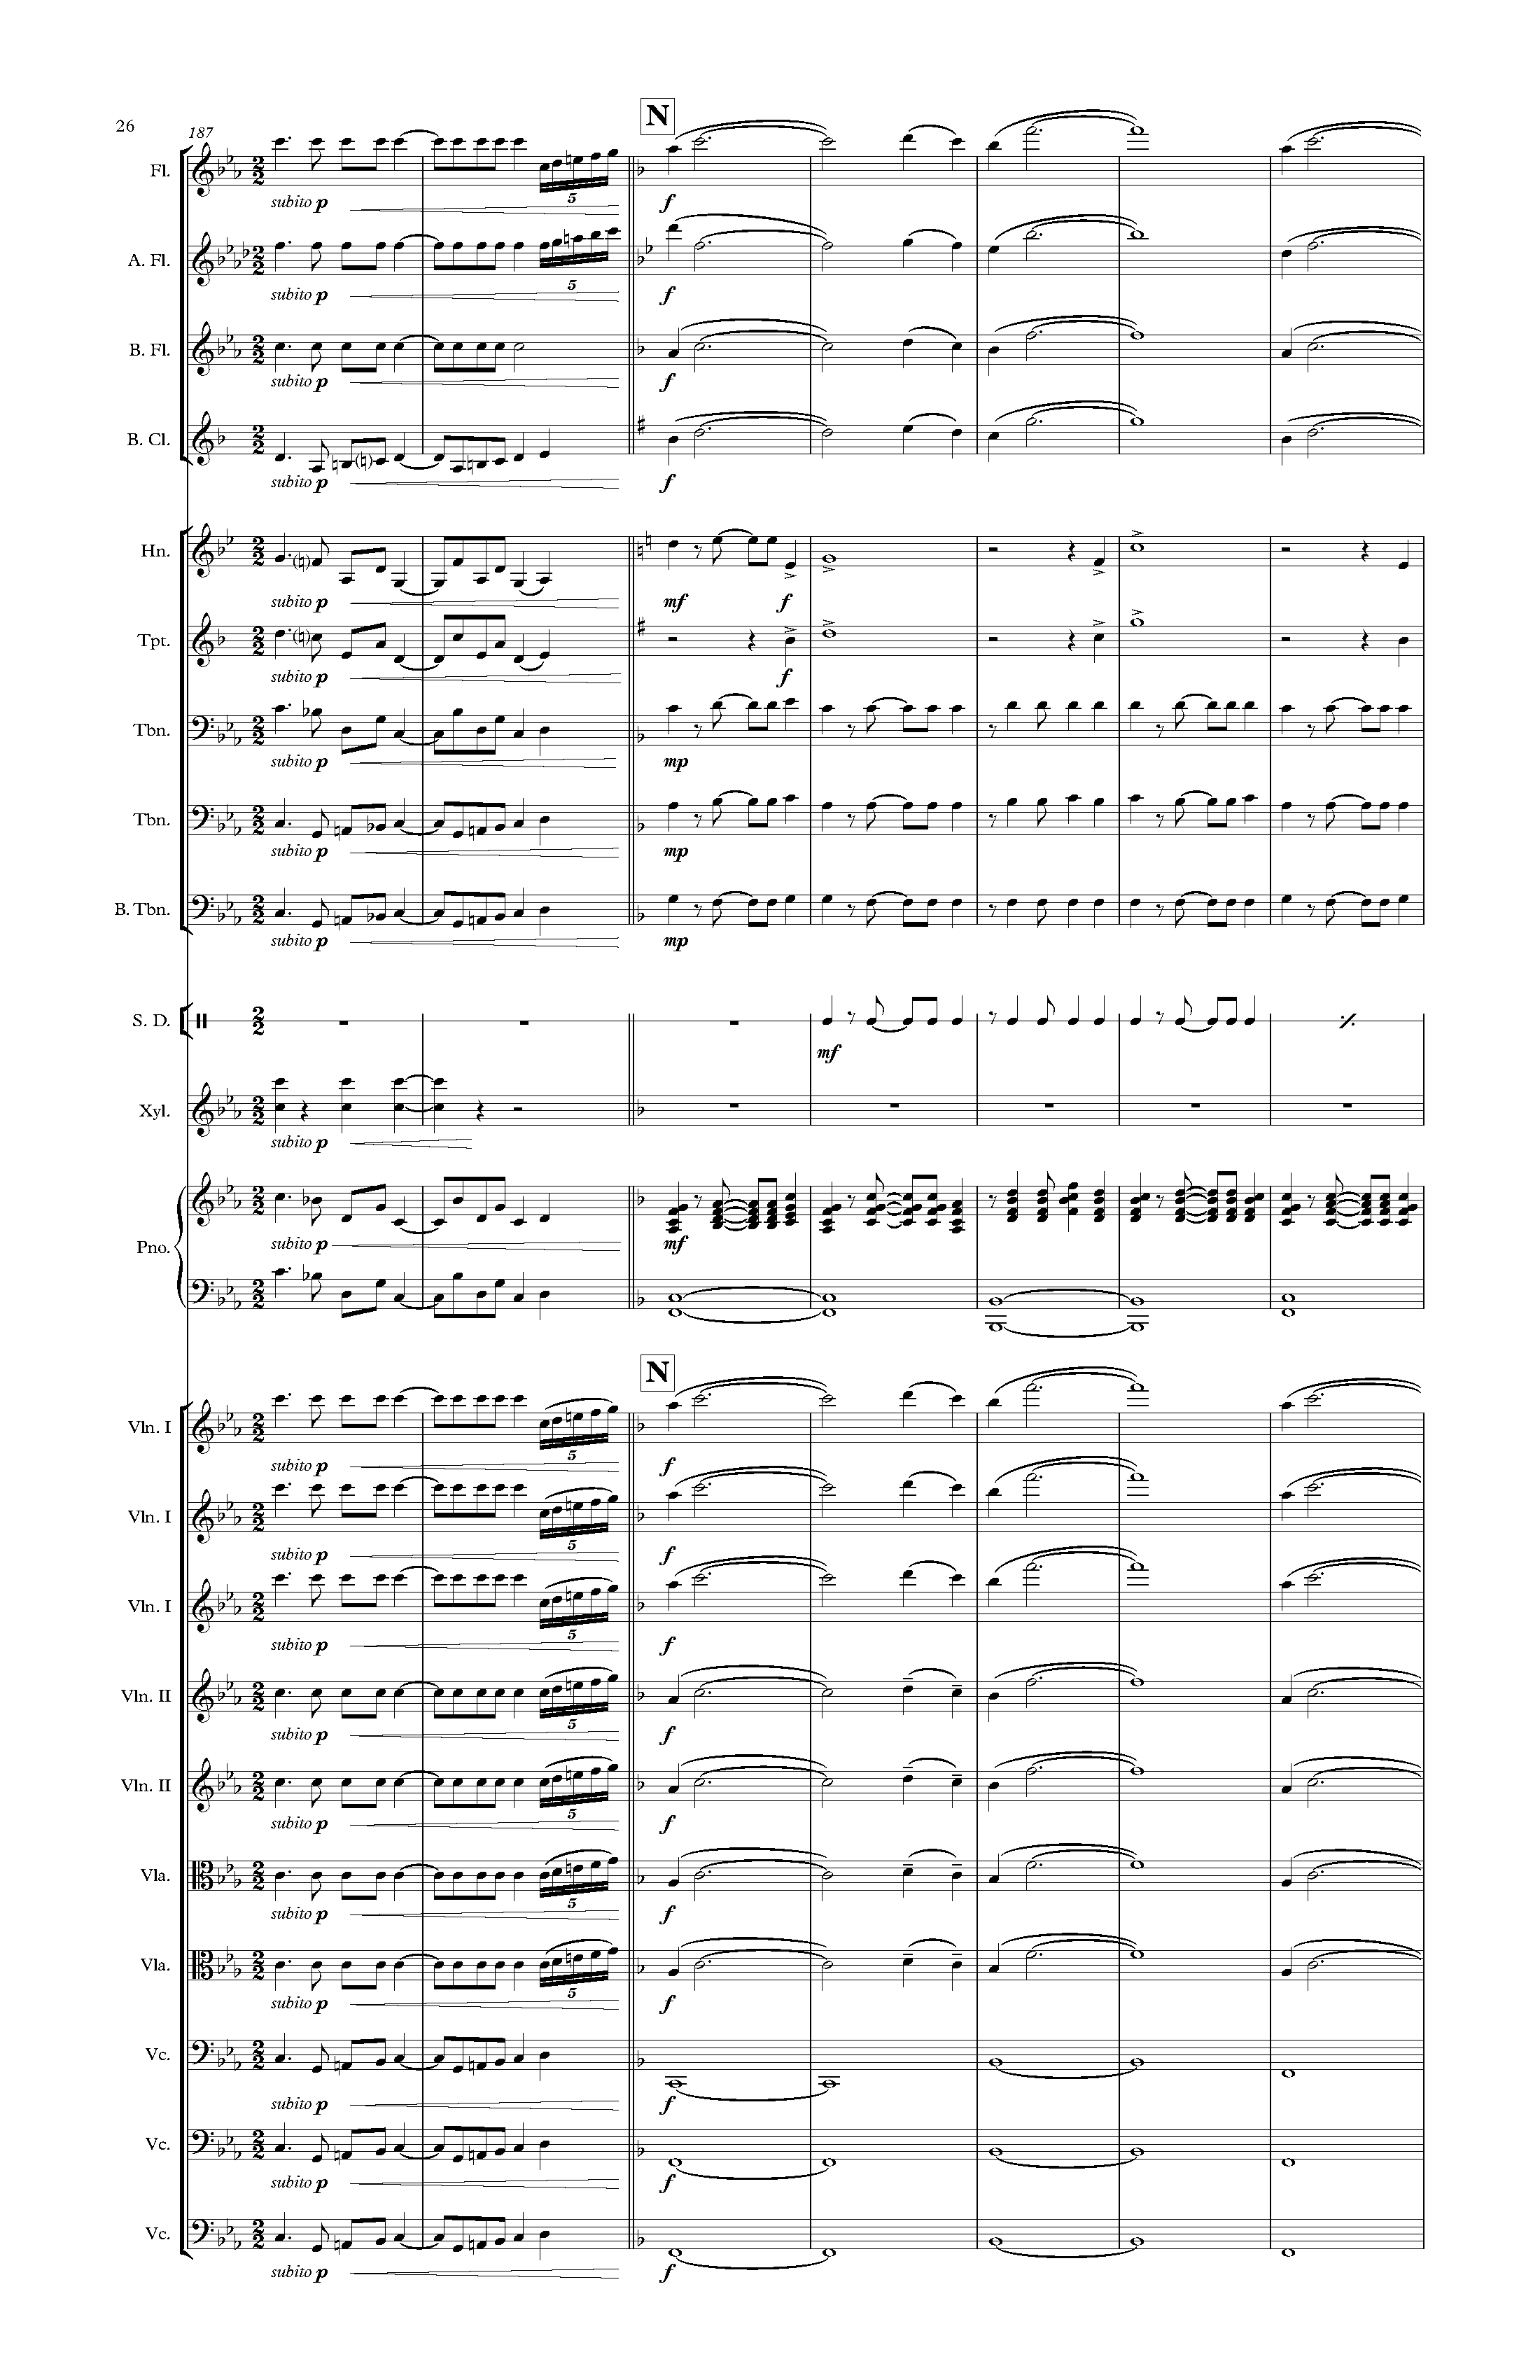 26
187
N
Fl.
subito p
5
f
A. Fl.
subito p
5
f
B. Fl.
subito p
f
B. Cl.
subito p
f
Hn.
subito p
mf
f
Tpt.
subito p
f
Tbn.
subito p
mp
Tbn.
subito p
mp
B. Tbn.
subito p
mp
S. D.
mf
Xyl.
subito p
Pno.
subito p
mf
N
Vln. I
subito p
5
f
Vln. I
subito p
5
f
Vln. I
subito p
5
f
Vln. II
subito p
5
f
Vln. II
subito p
5
f
Vla.
subito p
5
f
Vla.
subito p
5
f
Vc.
subito p
f
Vc.
subito p
f
Vc.
subito p
f